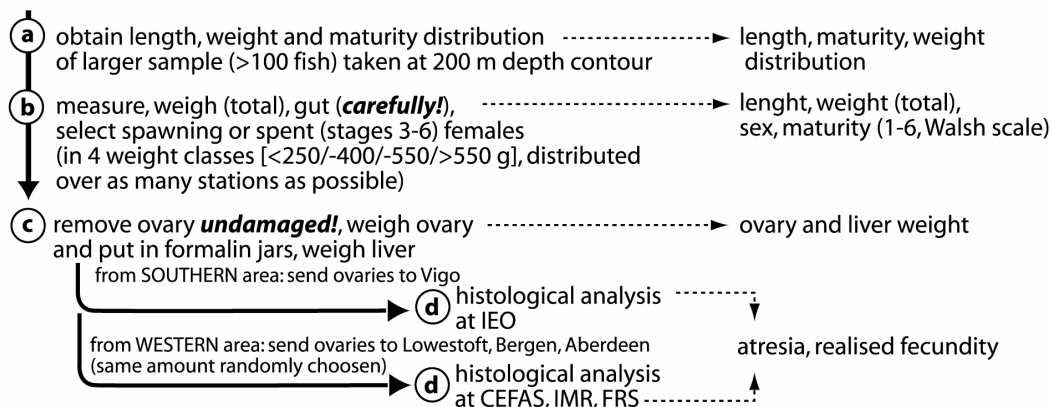 a obtain length, weight and maturity distribution length, maturity, weight
of larger sample (>100 fish) taken at 200 m depth contour distribution
b measure, weigh (total), gut (carefully!), lenght, weight (total),
select spawning or spent (stages 3-6) females sex, maturity (1-6, Walsh scale)
(in 4 weight classes [<250/-400/-550/>550 g], distributed
over as many stations as possible)
c remove ovary undamaged!, weigh ovary ovary and liver weight
and put in formalin jars, weigh liver
from SOUTHERN area: send ovaries to Vigo
d histological analysis
at IEO
from WESTERN area: send ovaries to Lowestoft, Bergen, Aberdeen atresia, realised fecundity
(same amount randomly choosen)
d histological analysis
at CEFAS, IMR, FRS